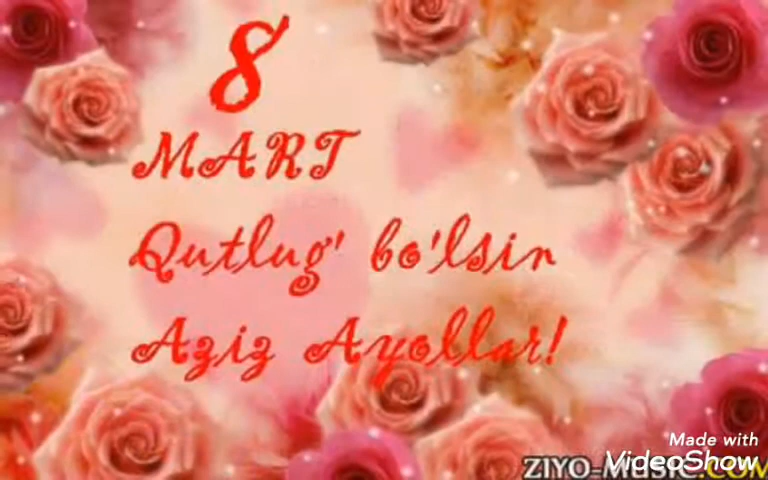 8
MART
Qutlug' bo'lsin
Aziz Ayollar!
Made with
VideoShow
ZIYO-MUSIC.COM